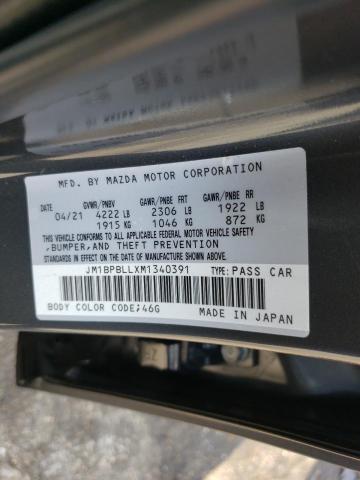 MFD. BY MAZDA MOTOR CORPORATION
DATE GVWR/PNBV GAWR/PNBE FRT GAWR/PNBE RR
04/21 4222 LB 2306 LB 1922 LB
1915 KG 1046 KG 872 KG
THIS VEHICLE CONFORMS TO ALL APPLICABLE FEDERAL MOTOR VEHICLE SAFETY
,BUMPER,AND THEFT PREVENTION
STANDARDS IN EFFECT ON THE DATE OF MANUFACTURE SHOWN ABOVE.
JM1BPBLLXM1340391 TYPE:PASS CAR
BODY COLOR CODE:46G MADE IN JAPAN